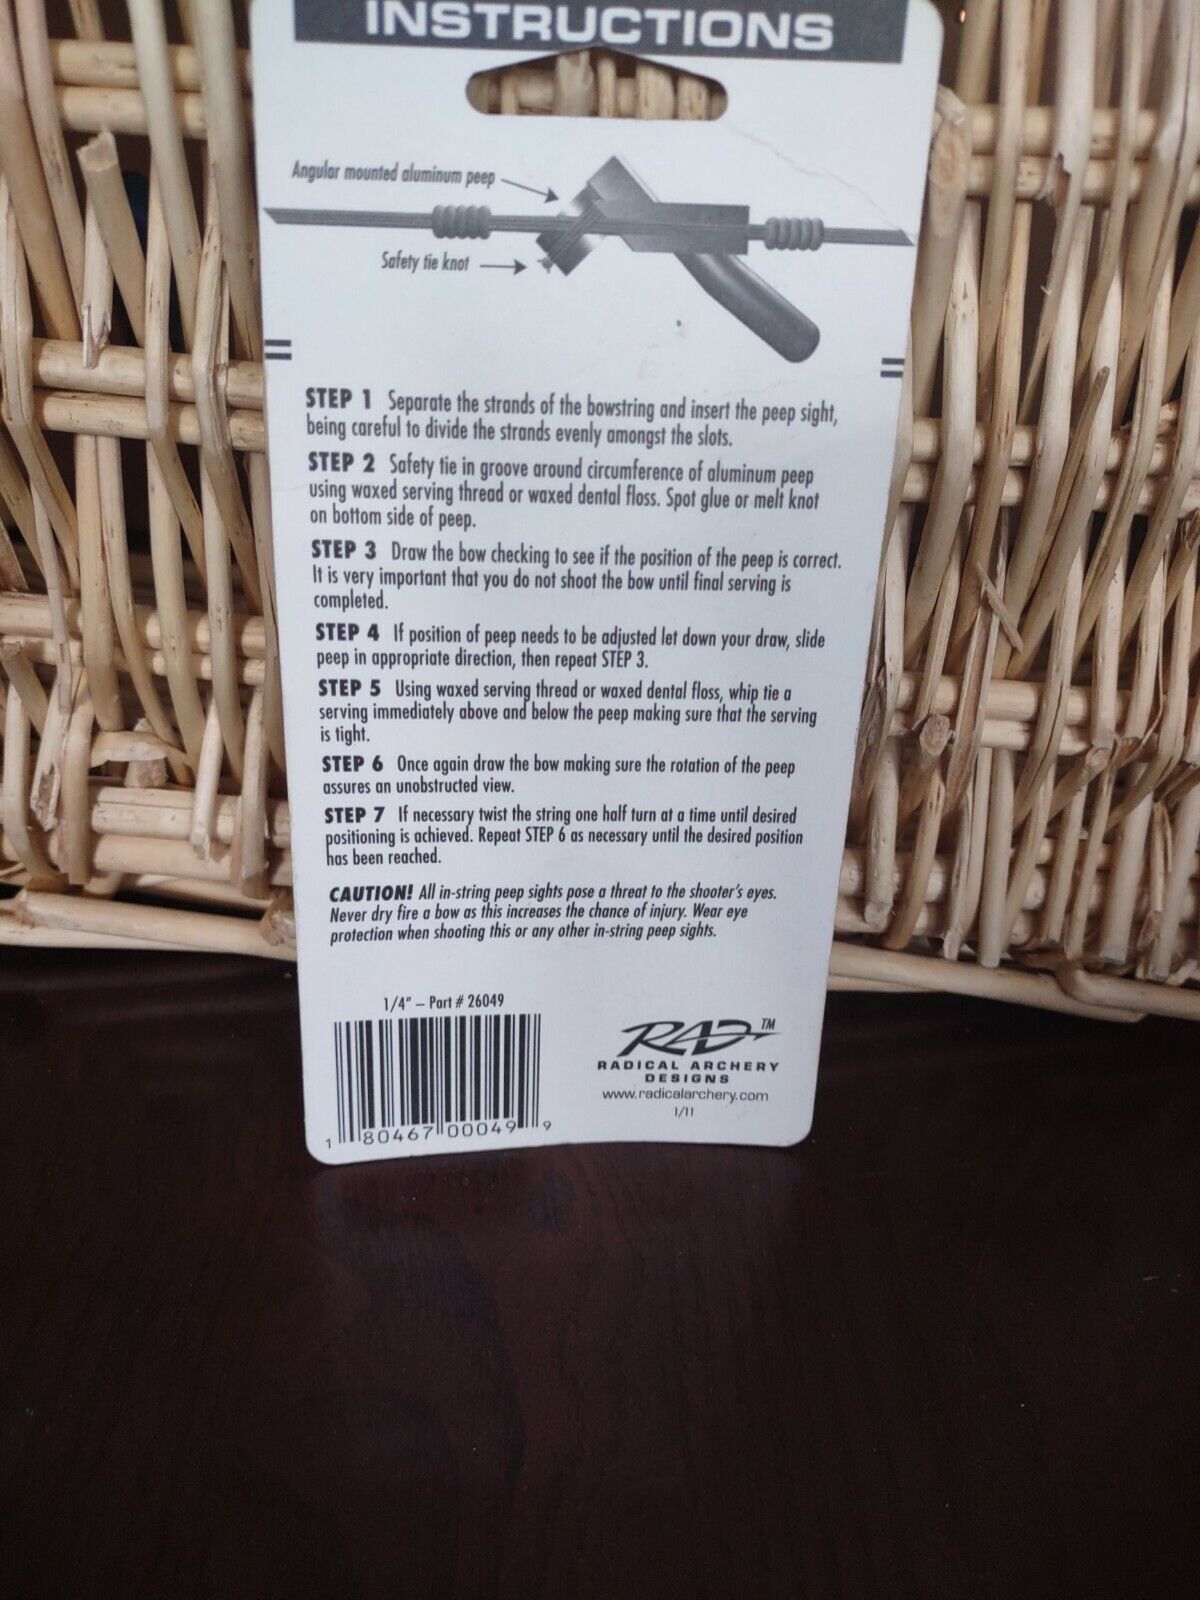 INSTRUCTIONS
Angular mounted aluminum peep
Safety tie knot
STEP 1 Separate the strands of the bowstring and insert the peep sight,
being careful to divide the strands evenly amongst the slots.
STEP 2 Safety tie in groove around circumference of aluminum peep
using waxed serving thread or waxed dental floss. Spot glue or melt knot
on bottom side of peep.
STEP 3 Draw the bow checking to see if the position of the peep is correct.
It is very important that you do not shoot the bow until final serving is
completed.
STEP 4 If position of peep needs to be adjusted let down your draw, slide
peep in appropriate direction, then repeat STEP 3.
STEP 5 Using waxed serving thread or waxed dental floss, whip tie a
serving immediately above and below the peep making sure that the serving
is tight.
STEP 6 Once again draw the bow making sure the rotation of the peep
assures an unobstructed view.
STEP 7 If necessary twist the string one half turn at a time until desired
positioning is achieved. Repeat STEP 6 as necessary until the desired position
has been reached.
CAUTION! All in-string peep sights pose a threat to the shooter's eyes.
Never dry fire a bow as this increases the chance of injury. Wear eye
protection when shooting this or any other in-string peep sights.
1/4" – Part # 26049
1 80467 00049 9
RAD™
RADICAL ARCHERY
DESIGNS
www.radicalarchery.com
1/11